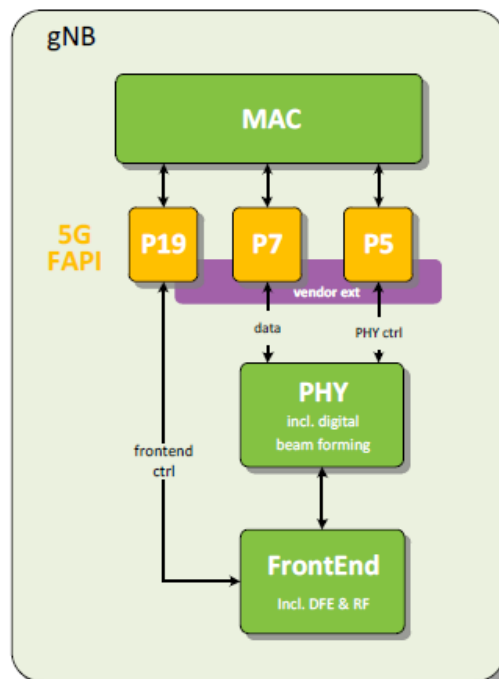 gNB
MAC
5G
FAPI
P19
P7
P5
vendor ext
data
PHY ctrl
PHY
incl. digital
beam forming
frontend
ctrl
FrontEnd
Incl. DFE & RF